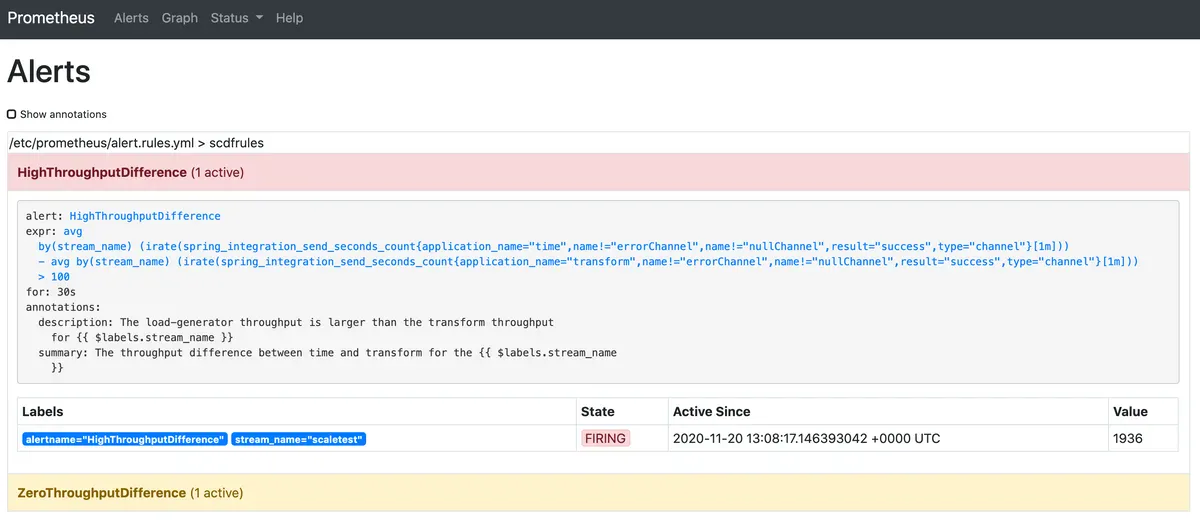 Prometheus Alerts Graph Status Help
Alerts
Show annotations
/etc/prometheus/alert.rules.yml > scdfrules
HighThroughputDifference (1 active)
alert: HighThroughputDifference
expr: avg
by(stream_name) (irate(spring_integration_send_seconds_count{application_name="time",name!="errorChannel",name!="nullChannel",result="success",type="channel"}[1m]))
- avg by(stream_name) (irate(spring_integration_send_seconds_count{application_name="transform",name!="errorChannel",name!="nullChannel",result="success",type="channel"}[1m]))
> 100
for: 30s
annotations:
description: The load-generator throughput is larger than the transform throughput
for {{ $labels.stream_name }}
summary: The throughput difference between time and transform for the {{ $labels.stream_name
}}
Labels State Active Since Value
alertname="HighThroughputDifference" stream_name="scaletest" FIRING 2020-11-20 13:08:17.146393042 +0000 UTC 1936
ZeroThroughputDifference (1 active)